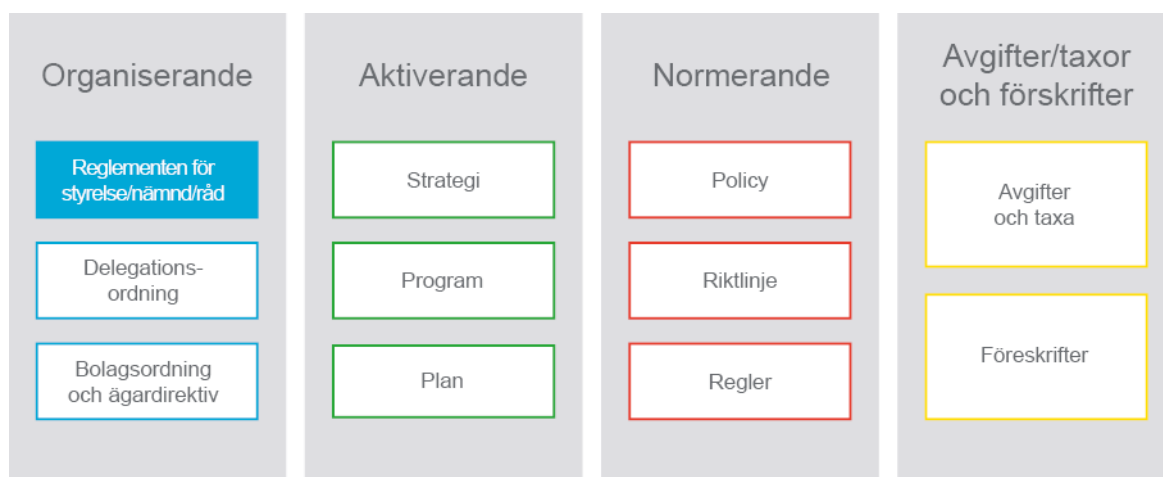 Organiserande
Reglementen för
styrelse/nämnd/råd
Delegations-
ordning
Bolagsordning
och ägardirektiv
Aktiverande
Strategi
Program
Plan
Normerande
Policy
Riktlinje
Regler
Avgifter/taxor
och förskrifter
Avgifter
och taxa
Föreskrifter